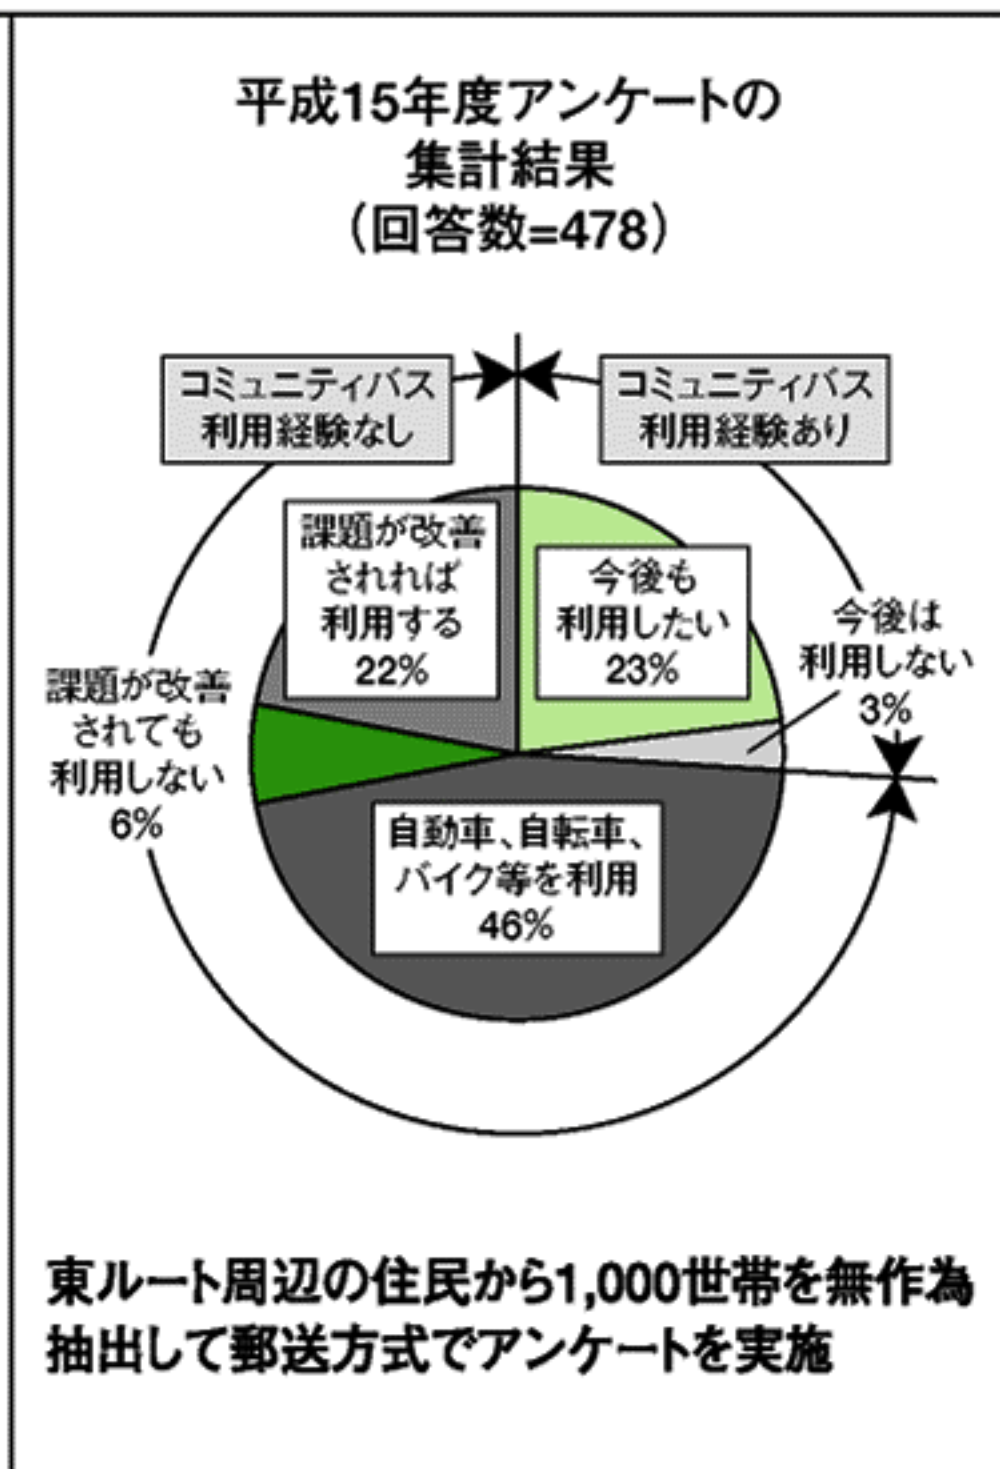 平成15年度アンケートの
集計結果
（回答数=478）
コミュニティバス
利用経験なし
コミュニティバス
利用経験あり
課題が改善
されれば
利用する
22%
今後も
利用したい
23%
今後は
利用しない
3%
課題が改善
されても
利用しない
6%
自動車、自転車、
バイク等を利用
46%
東ルート周辺の住民から1,000世帯を無作為
抽出して郵送方式でアンケートを実施